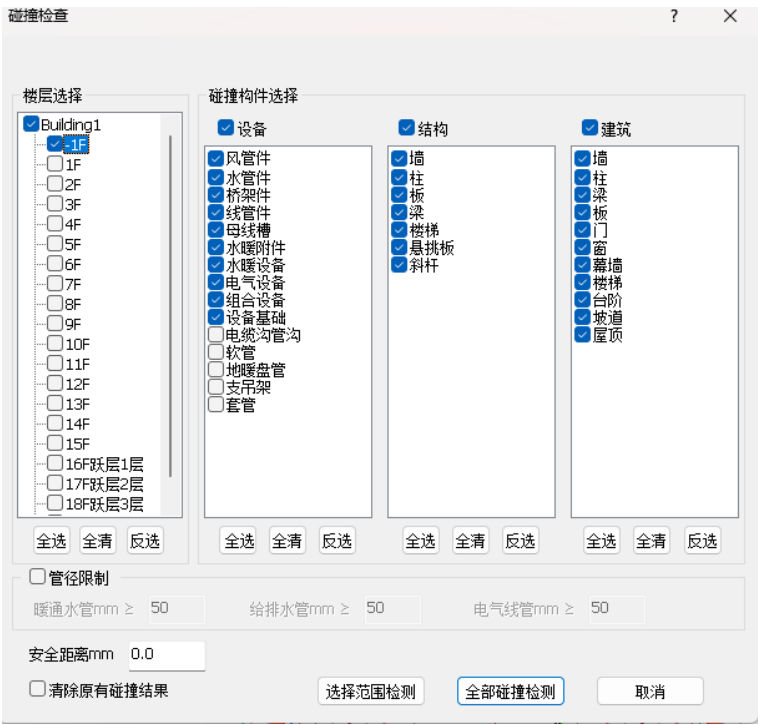 碰撞检查
?
楼层选择
Building1
-1F
1F
2F
3F
4F
5F
6F
7F
8F
9F
10F
11F
12F
13F
14F
15F
16F跃层1层
17F跃层2层
18F跃层3层
全选 全清 反选
碰撞构件选择
设备
风管件
水管件
桥架件
线管件
母线槽
水暖附件
水暖设备
电气设备
组合设备
设备基础
电缆沟管沟
软管
地暖盘管
支吊架
套管
全选 全清 反选
结构
墙
柱
板
梁
楼梯
悬挑板
斜杆
全选 全清 反选
建筑
墙
柱
梁
板
门
窗
幕墙
楼梯
台阶
坡道
屋顶
全选 全清 反选
管径限制
暖通水管mm ≥ 50 给排水管mm ≥ 50 电气线管mm ≥ 50
安全距离mm 0.0
清除原有碰撞结果 选择范围检测 全部碰撞检测 取消